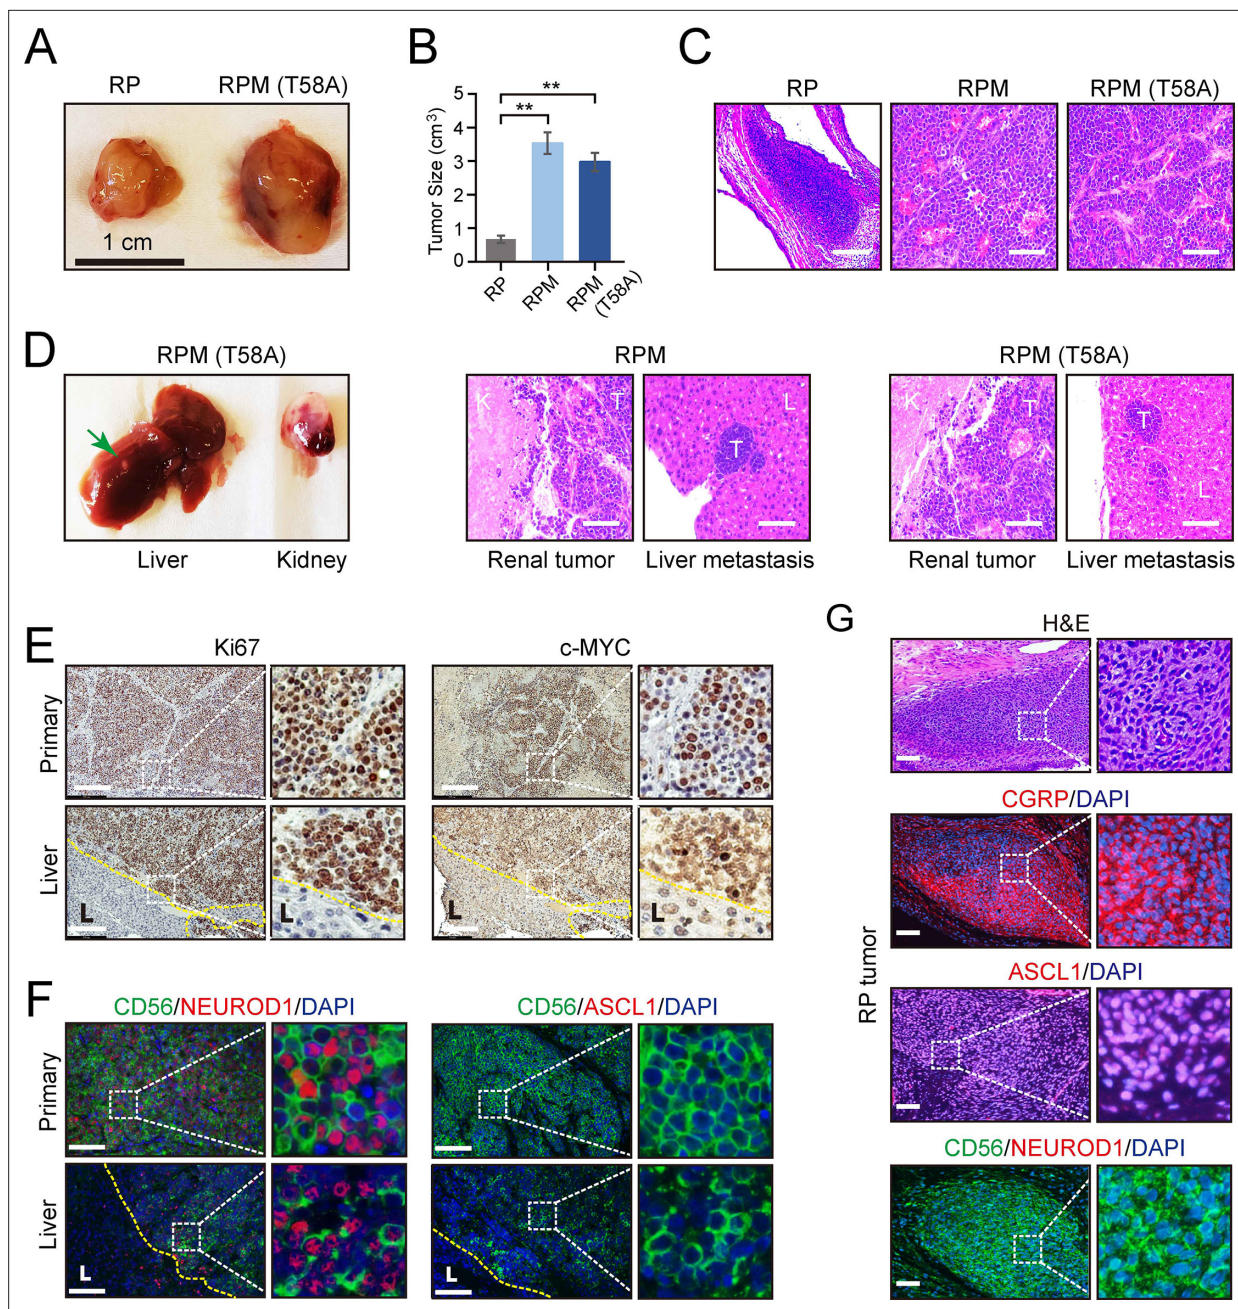 A
RP
RPM (T58A)
1 cm
B
Tumor Size (cm³)
5
4
3
2
1
0
**
**
RP
RPM
RPM
(T58A)
C
RP
RPM
RPM (T58A)
D
RPM (T58A)
Liver
Kidney
RPM
K
T
L
T
Renal tumor
Liver metastasis
RPM (T58A)
K
T
T
L
Renal tumor
Liver metastasis
E
Ki67
c-MYC
Primary
Liver
L
L
L
L
F
CD56/NEUROD1/DAPI
CD56/ASCL1/DAPI
Primary
Liver
L
L
G
H&E
CGRP/DAPI
ASCL1/DAPI
CD56/NEUROD1/DAPI
RP tumor